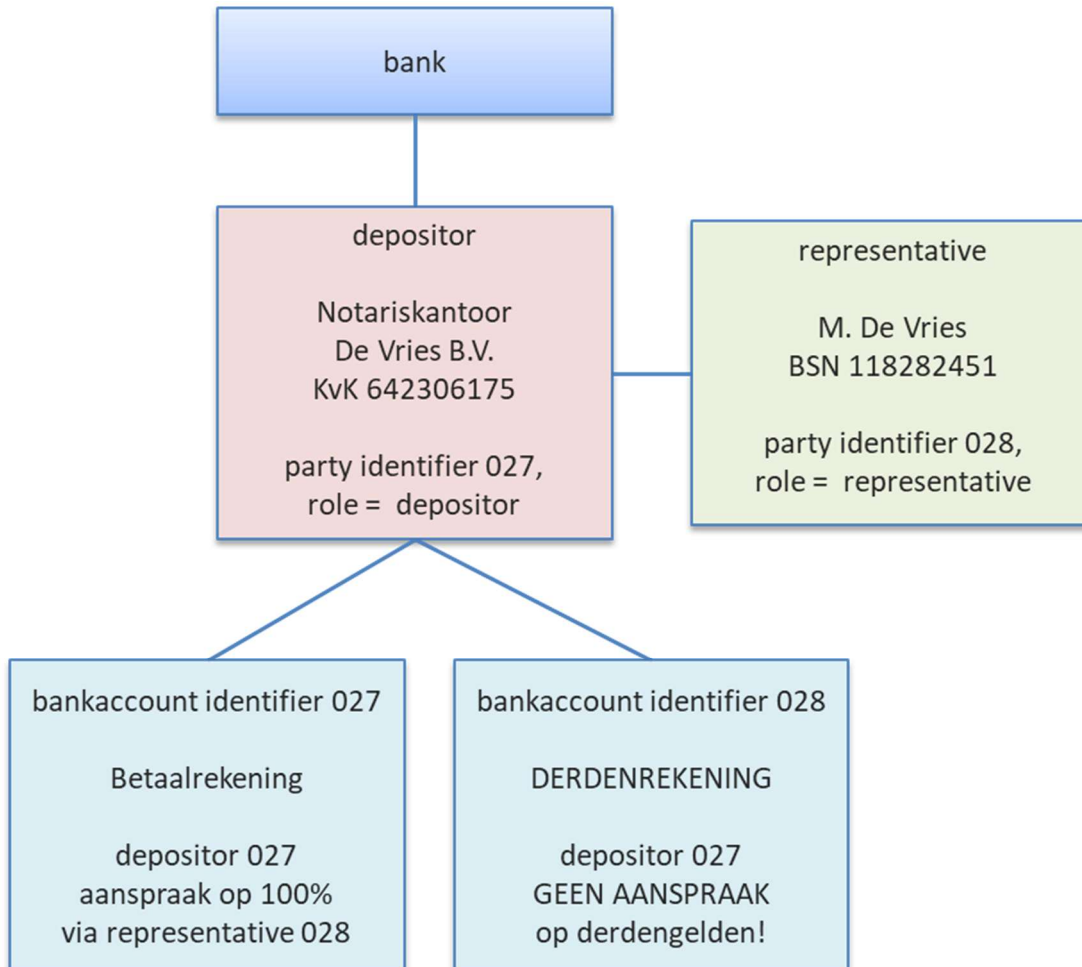 bank
depositor
Notariskantoor
De Vries B.V.
KvK 642306175
party identifier 027,
role = depositor
representative
M. De Vries
BSN 118282451
party identifier 028,
role = representative
bankaccount identifier 027
Betaalrekening
depositor 027
aanspraak op 100%
via representative 028
bankaccount identifier 028
DERDENREKENING
depositor 027
GEEN AANSPRAAK
op derdengelden!